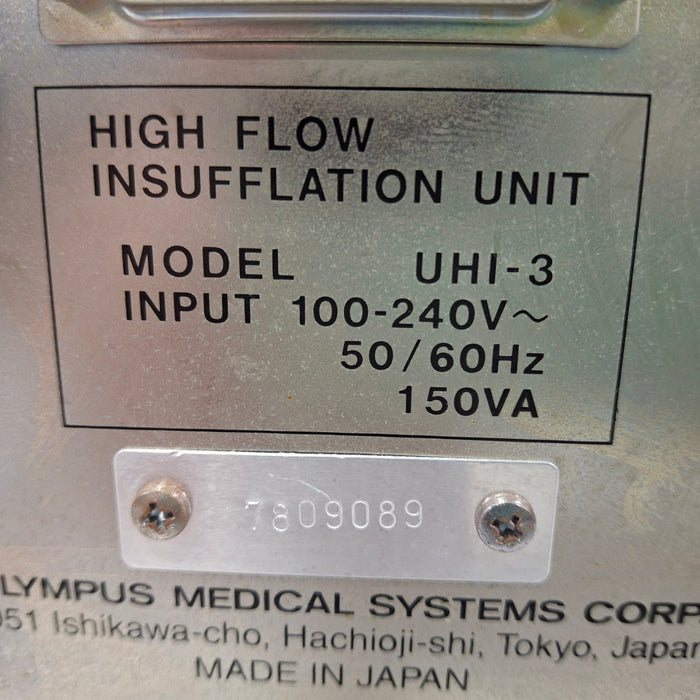 HIGH FLOW
INSUFFLATION UNIT
MODEL UHI-3
INPUT 100-240V～
50/60Hz
150VA
7809089
LYMPUS MEDICAL SYSTEMS CORP
951 Ishikawa-cho, Hachioji-shi, Tokyo, Japan
MADE IN JAPAN